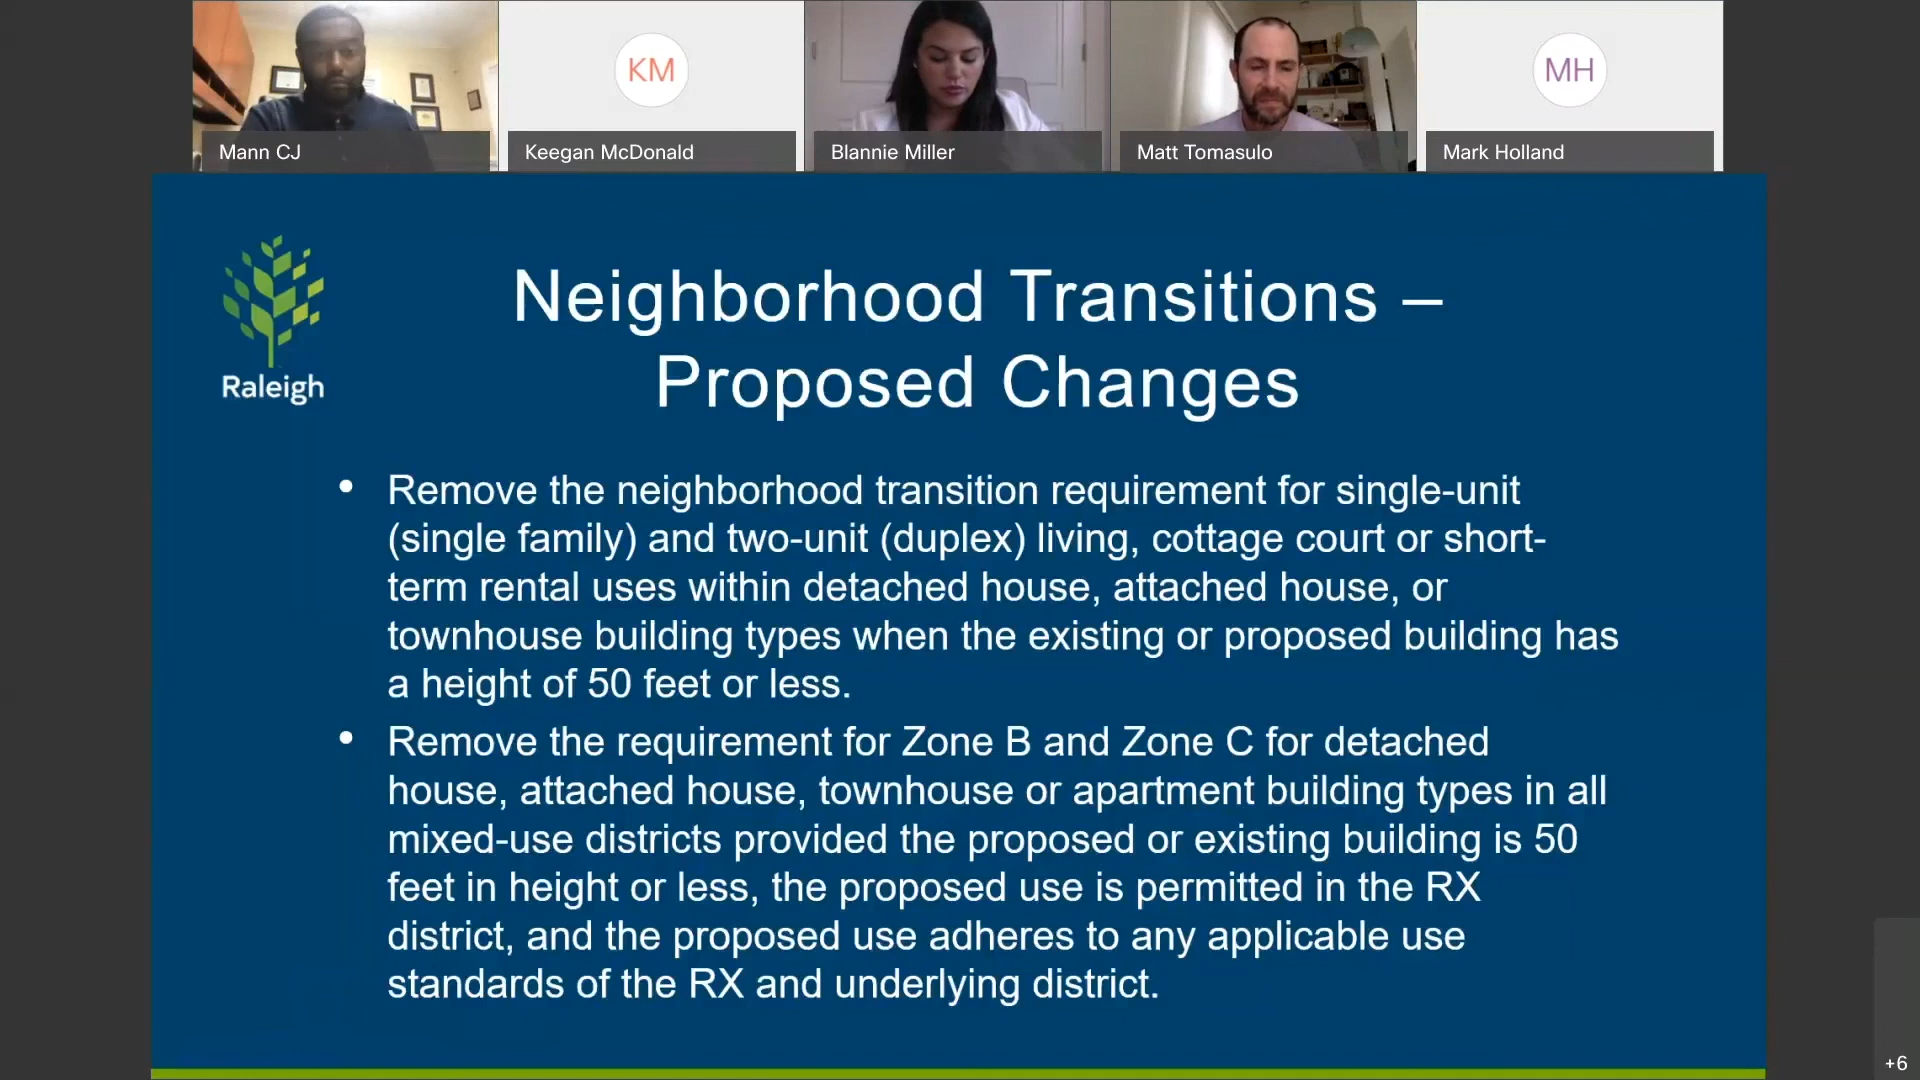 Mann CJ
KM
Keegan McDonald
Blannie Miller
Matt Tomasulo
MH
Mark Holland
Raleigh
Neighborhood Transitions –
Proposed Changes
• Remove the neighborhood transition requirement for single-unit
(single family) and two-unit (duplex) living, cottage court or short-
term rental uses within detached house, attached house, or
townhouse building types when the existing or proposed building has
a height of 50 feet or less.
• Remove the requirement for Zone B and Zone C for detached
house, attached house, townhouse or apartment building types in all
mixed-use districts provided the proposed or existing building is 50
feet in height or less, the proposed use is permitted in the RX
district, and the proposed use adheres to any applicable use
standards of the RX and underlying district.
+6